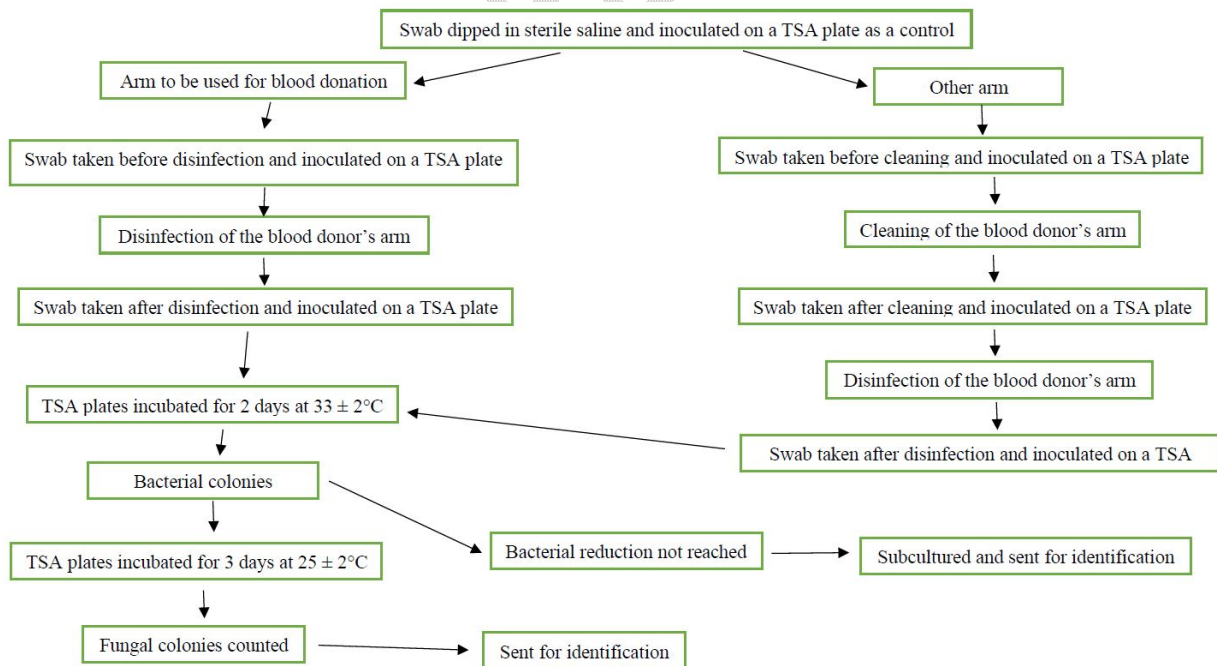 Swab dipped in sterile saline and inoculated on a TSA plate as a control
Arm to be used for blood donation
Other arm
Swab taken before disinfection and inoculated on a TSA plate
Swab taken before cleaning and inoculated on a TSA plate
Disinfection of the blood donor’s arm
Cleaning of the blood donor’s arm
Swab taken after disinfection and inoculated on a TSA plate
Swab taken after cleaning and inoculated on a TSA plate
Disinfection of the blood donor’s arm
TSA plates incubated for 2 days at 33 ± 2°C
Swab taken after disinfection and inoculated on a TSA
Bacterial colonies
Bacterial reduction not reached
Subcultured and sent for identification
TSA plates incubated for 3 days at 25 ± 2°C
Fungal colonies counted
Sent for identification